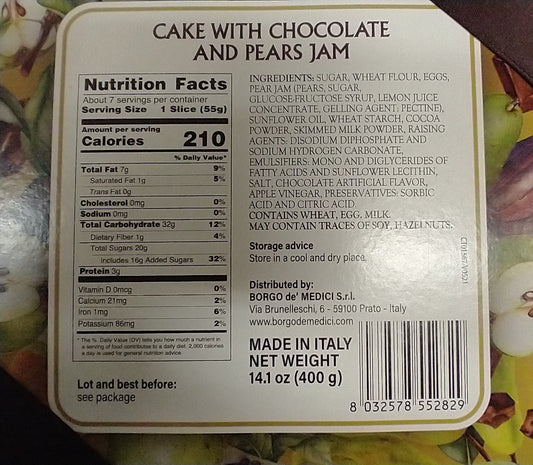 CAKE WITH CHOCOLATE
AND PEARS JAM
Nutrition Facts
About 7 servings per container
Serving Size 1 Slice (55g)
Amount per serving
Calories 210
% Daily Value*
Total Fat 7g 9%
Saturated Fat 1g 5%
Trans Fat 0g
Cholesterol 0mg 0%
Sodium 0mg 0%
Total Carbohydrate 32g 12%
Dietary Fiber 1g 4%
Total Sugars 20g
Includes 16g Added Sugars 32%
Protein 3g
Vitamin D 0mcg 0%
Calcium 21mg 2%
Iron 1mg 6%
Potassium 86mg 2%
* The % Daily Value (DV) tells you how much a nutrient in
a serving of food contributes to a daily diet. 2,000 calories
a day is used for general nutrition advice.
Lot and best before:
see package
INGREDIENTS: SUGAR, WHEAT FLOUR, EGGS,
PEAR JAM (PEARS, SUGAR,
GLUCOSE-FRUCTOSE SYRUP, LEMON JUICE
CONCENTRATE, GELLING AGENT: PECTINE),
SUNFLOWER OIL, WHEAT STARCH, COCOA
POWDER, SKIMMED MILK POWDER, RAISING
AGENTS: DISODIUM DIPHOSPHATE AND
SODIUM HYDROGEN CARBONATE,
EMULSIFIERS: MONO AND DIGLYCERIDES OF
FATTY ACIDS AND SUNFLOWER LECITHIN,
SALT, CHOCOLATE ARTIFICIAL FLAVOR,
APPLE VINEGAR, PRESERVATIVES: SORBIC
ACID AND CITRIC ACID.
CONTAINS WHEAT, EGG, MILK.
MAY CONTAIN TRACES OF SOY, HAZELNUTS.
Storage advice
Store in a cool and dry place.
Distributed by:
BORGO de' MEDICI S.r.l.
Via Brunelleschi, 6 - 59100 Prato - Italy
www.borgodemedici.com
MADE IN ITALY
NET WEIGHT
14.1 oz (400 g)
8 032578 552829